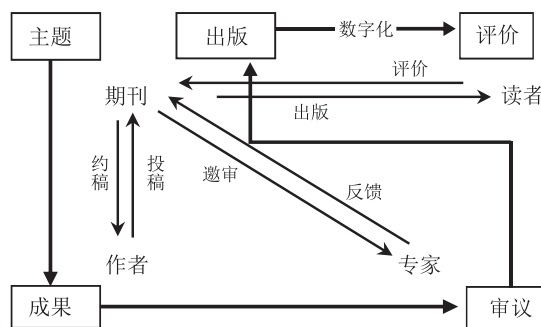 主题
出版
数字化
评价
评价
期刊
读者
出版
约稿
投稿
邀审
反馈
作者
专家
成果
审议